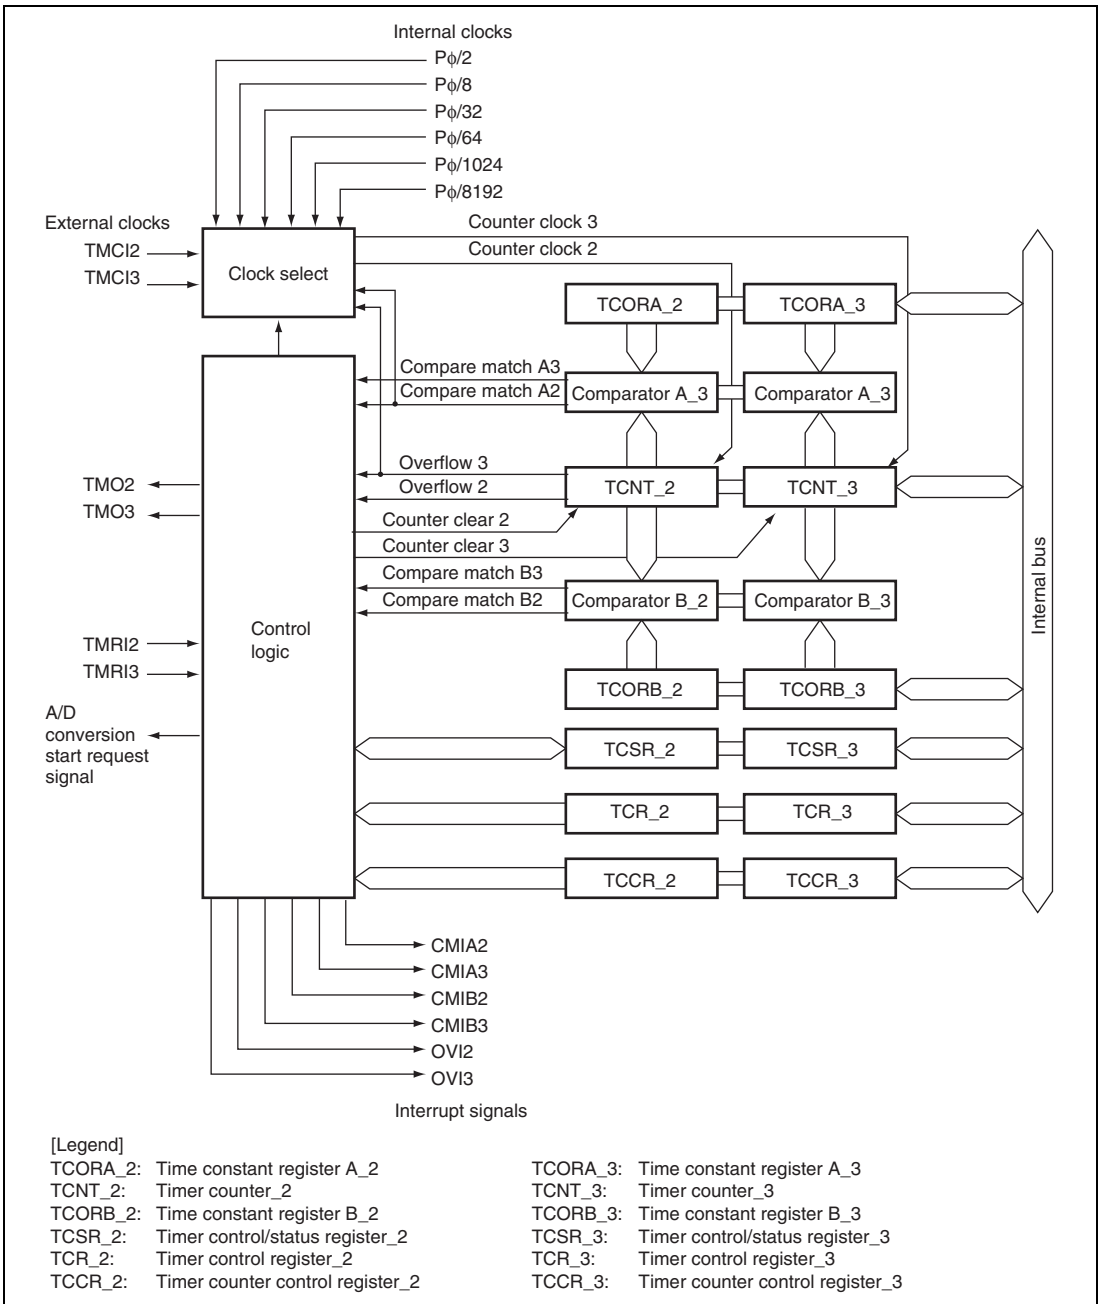 Internal clocks
Pϕ/2
Pϕ/8
Pϕ/32
Pϕ/64
Pϕ/1024
Pϕ/8192
External clocks
TMCI2
TMCI3
Clock select
Counter clock 3
Counter clock 2
TCORA_2
TCORA_3
Compare match A3
Compare match A2
Comparator A_3
Comparator A_3
Overflow 3
Overflow 2
TCNT_2
TCNT_3
TMO2
TMO3
Counter clear 2
Counter clear 3
Compare match B3
Compare match B2
Comparator B_2
Comparator B_3
Internal bus
Control
logic
TMRI2
TMRI3
TCORB_2
TCORB_3
A/D
conversion
start request
signal
TCSR_2
TCSR_3
TCR_2
TCR_3
TCCR_2
TCCR_3
CMIA2
CMIA3
CMIB2
CMIB3
OVI2
OVI3
Interrupt signals
[Legend]
TCORA_2: Time constant register A_2
TCNT_2: Timer counter_2
TCORB_2: Time constant register B_2
TCSR_2: Timer control/status register_2
TCR_2: Timer control register_2
TCCR_2: Timer counter control register_2
TCORA_3: Time constant register A_3
TCNT_3: Timer counter_3
TCORB_3: Time constant register B_3
TCSR_3: Timer control/status register_3
TCR_3: Timer control register_3
TCCR_3: Timer counter control register_3